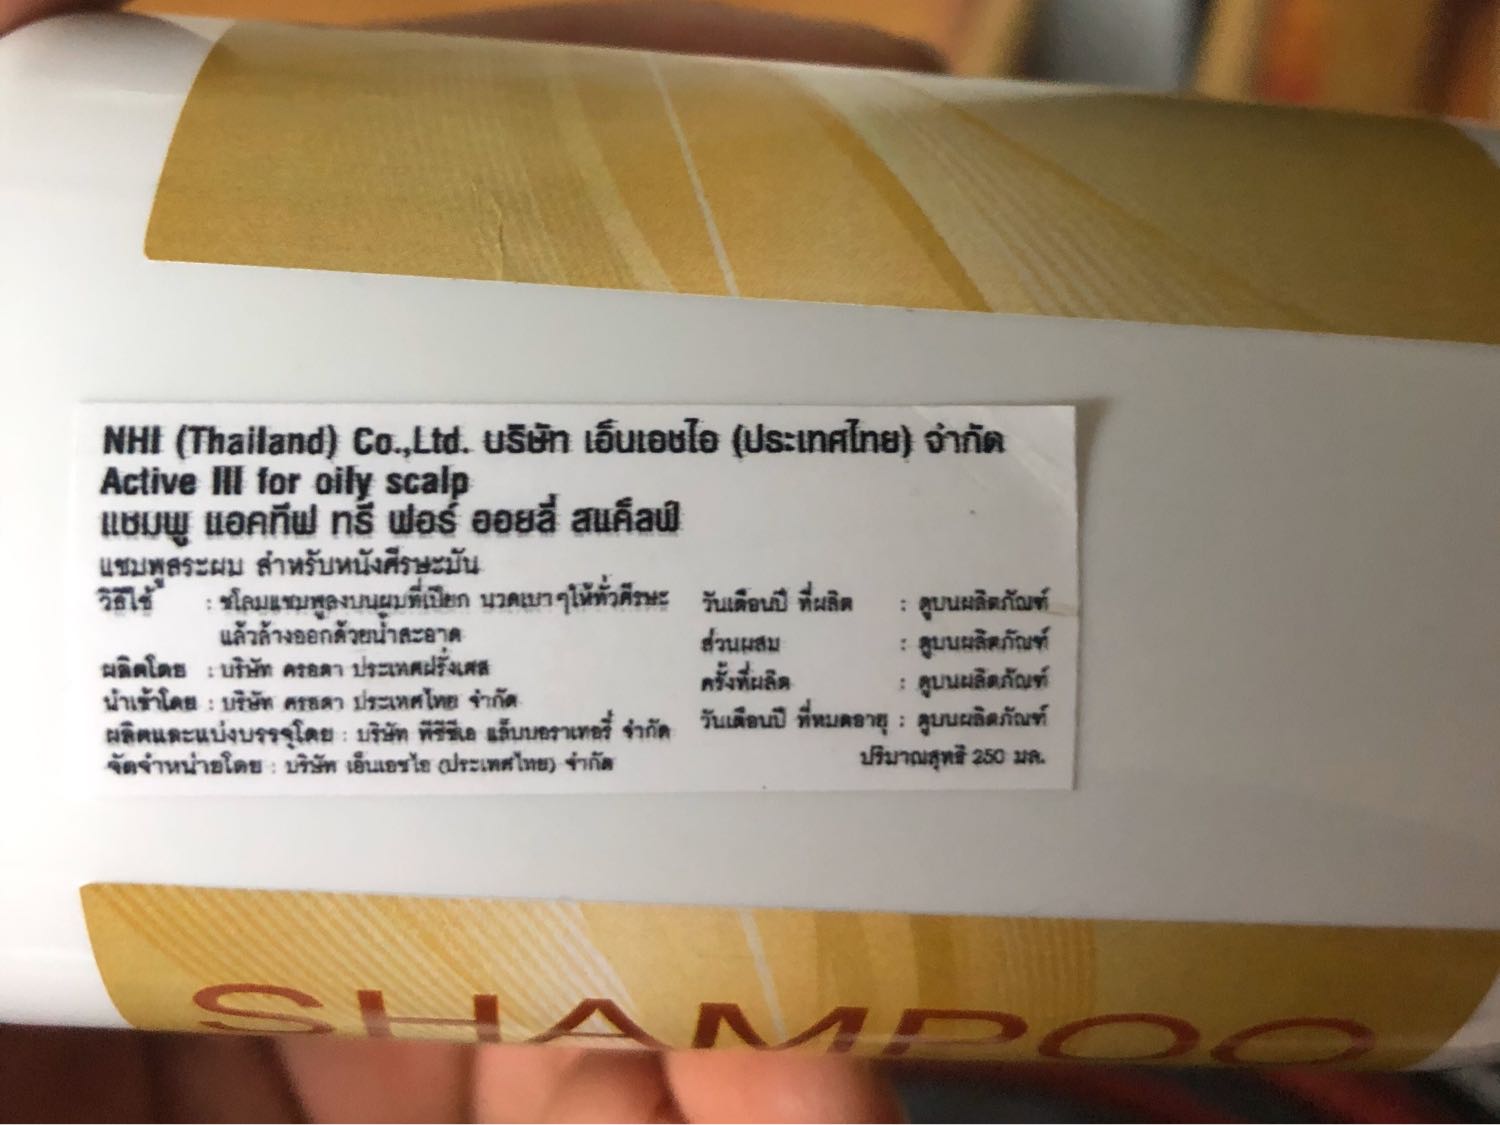 NHI (Thailand) Co.,Ltd. บริษัท เอ็นเอชไอ (ประเทศไทย) จำกัด
Active III for oily scalp
แชมพู แอคทีฟ ทรี ฟอร์ ออยลี่ สแค็ลฟ์
แชมพูสระผม สำหรับหนังศีรษะมัน
วิธีใช้ : ชโลมแชมพูลงบนผมที่เปียก นวดเบาๆให้ทั่วศีรษะ
แล้วล้างออกด้วยน้ำสะอาด
ผลิตโดย : บริษัท ครอดา ประเทศฝรั่งเศส
นำเข้าโดย : บริษัท ครอดา ประเทศไทย จำกัด
ผลิตและแบ่งบรรจุโดย : บริษัท พีซีซีเอ แล็บบอราเทอรี่ จำกัด
จัดจำหน่ายโดย : บริษัท เอ็นเอชไอ (ประเทศไทย) จำกัด
วันเดือนปี ที่ผลิต : ดูบนผลิตภัณฑ์
ส่วนผสม : ดูบนผลิตภัณฑ์
ครั้งที่ผลิต : ดูบนผลิตภัณฑ์
วันเดือนปี ที่หมดอายุ : ดูบนผลิตภัณฑ์
ปริมาณสุทธิ 250 มล.
SHAMPOO